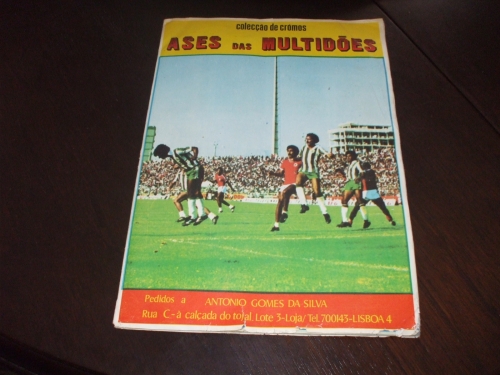 colecção de cromos
ASES DAS MULTIDÕES
Pedidos a ANTONIO GOMES DA SILVA
Rua C-à calçada do toral, Lote 3-Loja/Tel. 700143-LISBOA 4